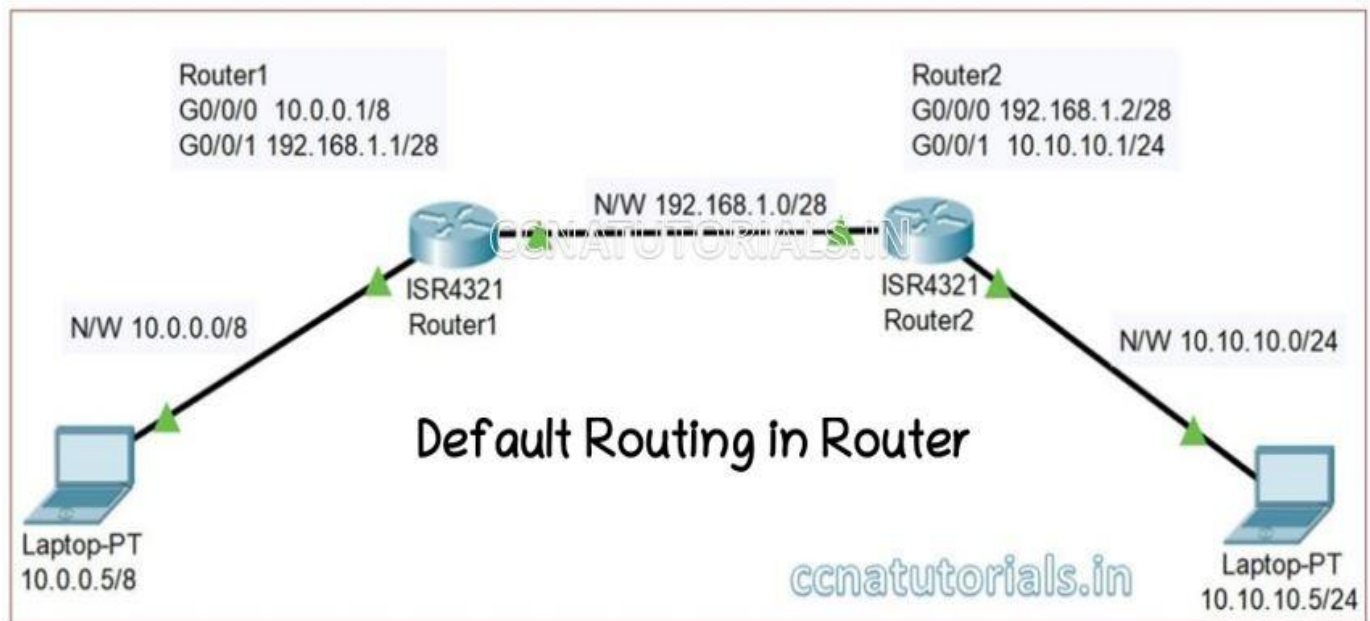 Router1
G0/0/0 10.0.0.1/8
G0/0/1 192.168.1.1/28
Router2
G0/0/0 192.168.1.2/28
G0/0/1 10.10.10.1/24
N/W 192.168.1.0/28
CCNATUTORIALS.IN
ISR4321
Router1
ISR4321
Router2
N/W 10.0.0.0/8
N/W 10.10.10.0/24
Default Routing in Router
Laptop-PT
10.0.0.5/8
ccnatutorials.in
Laptop-PT
10.10.10.5/24